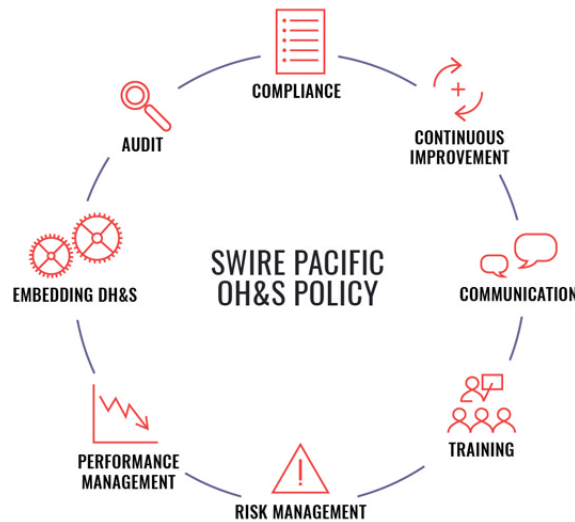 COMPLIANCE
CONTINUOUS
IMPROVEMENT
COMMUNICATION
TRAINING
RISK MANAGEMENT
PERFORMANCE
MANAGEMENT
EMBEDDING DH&S
AUDIT
SWIRE PACIFIC
OH&S POLICY